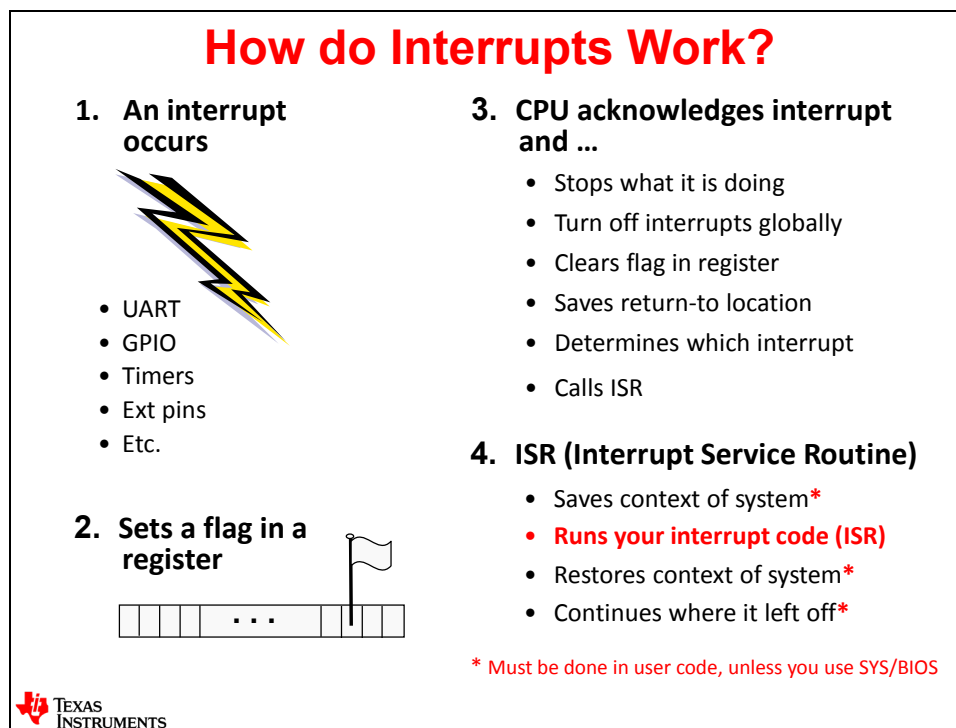 How do Interrupts Work?
1. An interrupt
occurs
• UART
• GPIO
• Timers
• Ext pins
• Etc.
2. Sets a flag in a
register
. . .
3. CPU acknowledges interrupt
and …
• Stops what it is doing
• Turn off interrupts globally
• Clears flag in register
• Saves return-to location
• Determines which interrupt
• Calls ISR
4. ISR (Interrupt Service Routine)
• Saves context of system*
• Runs your interrupt code (ISR)
• Restores context of system*
• Continues where it left off*
* Must be done in user code, unless you use SYS/BIOS
TEXAS
INSTRUMENTS